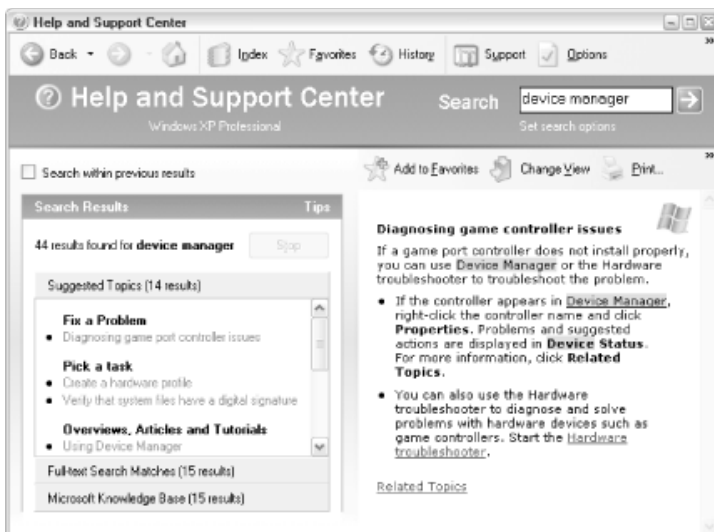 Help and Support Center
Back Index Favorites History Support Options
Help and Support Center
Windows XP Professional
Search device manager
Set search options
Search within previous results
Add to Favorites Change View Print...
Search Results Tips
44 results found for device manager Stop
Suggested Topics (14 results)
Fix a Problem
Diagnosing game port controller issues
Pick a task
Create a hardware profile
Verify that system files have a digital signature
Overviews, Articles and Tutorials
Using Device Manager
Full-text Search Matches (15 results)
Microsoft Knowledge Base (15 results)
Diagnosing game controller issues
If a game port controller does not install properly,
you can use Device Manager or the Hardware
troubleshooter to troubleshoot the problem.
If the controller appears in Device Manager,
right-click the controller name and click
Properties. Problems and suggested
actions are displayed in Device Status.
For more information, click Related
Topics.
You can also use the Hardware
troubleshooter to diagnose and solve
problems with hardware devices such as
game controllers. Start the Hardware
troubleshooter.
Related Topics